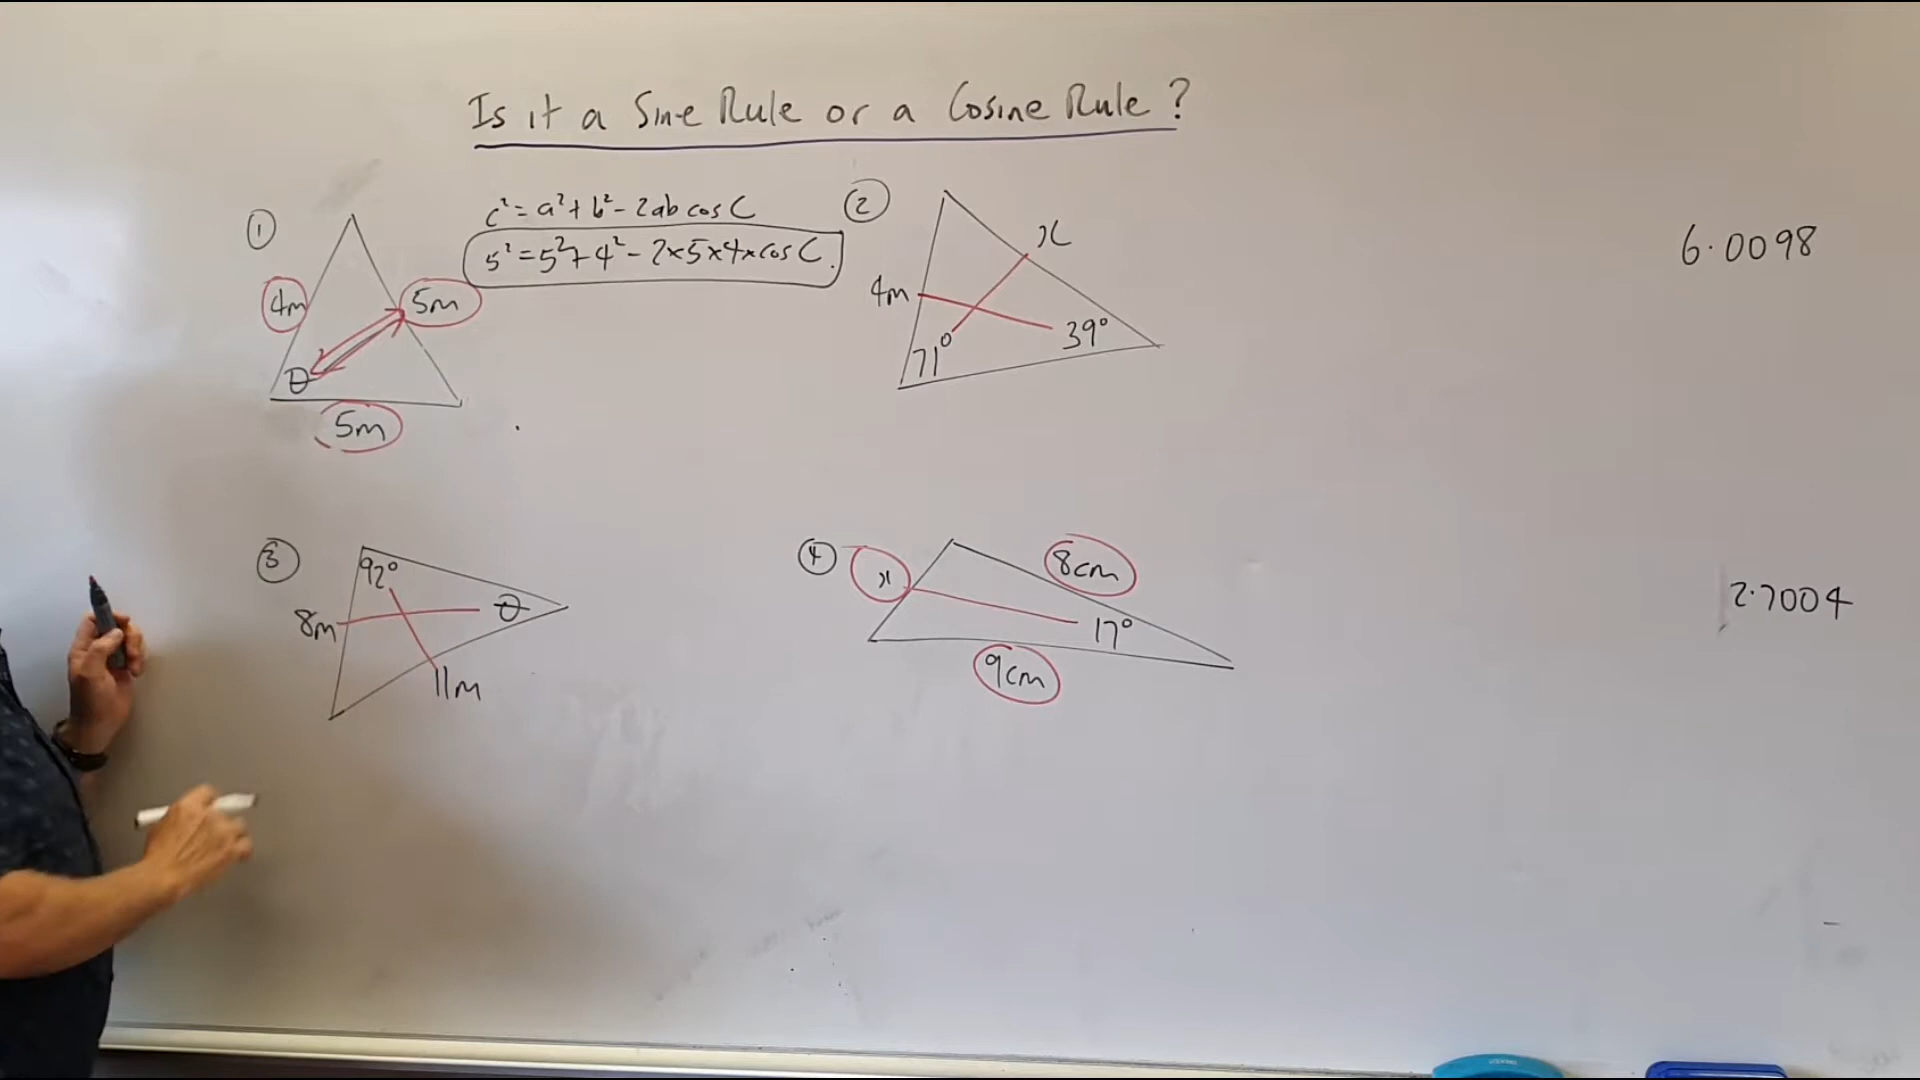 Is it a Sine Rule or a Cosine Rule ?
①
4m
5m
θ
5m
c² = a² + b² - 2ab cos C
5² = 5² + 4² - 2×5×4×cos C.
②
x
4m
71°
39°
6.0098
③
92°
8m
θ
11m
④
x
8cm
17°
9cm
2.7004